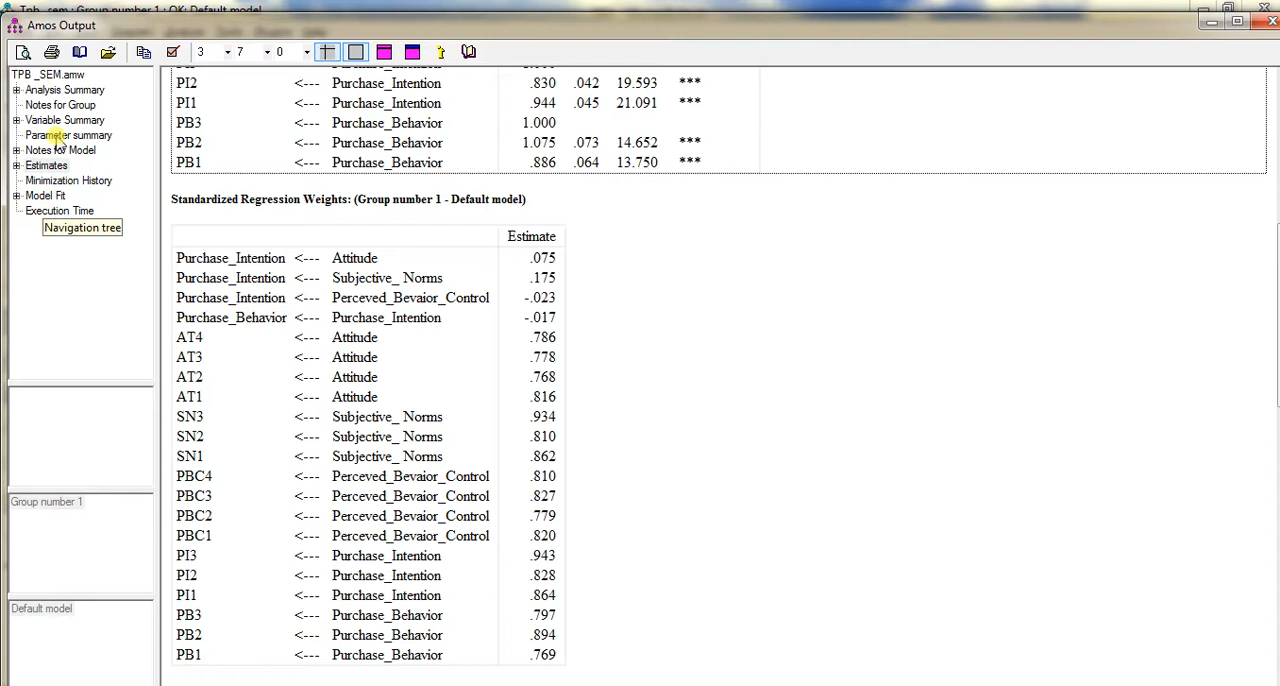 Tpb_sem : Group number 1 : OK: Default model
Amos Output
3 7 0
TPB _SEM.amw
Analysis Summary
Notes for Group
Variable Summary
Parameter summary
Notes for Model
Estimates
Minimization History
Model Fit
Execution Time
Navigation tree
Group number 1
Default model
PI2 <--- Purchase_Intention .830 .042 19.593 ***
PI1 <--- Purchase_Intention .944 .045 21.091 ***
PB3 <--- Purchase_Behavior 1.000
PB2 <--- Purchase_Behavior 1.075 .073 14.652 ***
PB1 <--- Purchase_Behavior .886 .064 13.750 ***
Standardized Regression Weights: (Group number 1 - Default model)
Estimate
Purchase_Intention <--- Attitude .075
Purchase_Intention <--- Subjective_ Norms .175
Purchase_Intention <--- Perceved_Bevaior_Control -.023
Purchase_Behavior <--- Purchase_Intention -.017
AT4 <--- Attitude .786
AT3 <--- Attitude .778
AT2 <--- Attitude .768
AT1 <--- Attitude .816
SN3 <--- Subjective_ Norms .934
SN2 <--- Subjective_ Norms .810
SN1 <--- Subjective_ Norms .862
PBC4 <--- Perceved_Bevaior_Control .810
PBC3 <--- Perceved_Bevaior_Control .827
PBC2 <--- Perceved_Bevaior_Control .779
PBC1 <--- Perceved_Bevaior_Control .820
PI3 <--- Purchase_Intention .943
PI2 <--- Purchase_Intention .828
PI1 <--- Purchase_Intention .864
PB3 <--- Purchase_Behavior .797
PB2 <--- Purchase_Behavior .894
PB1 <--- Purchase_Behavior .769